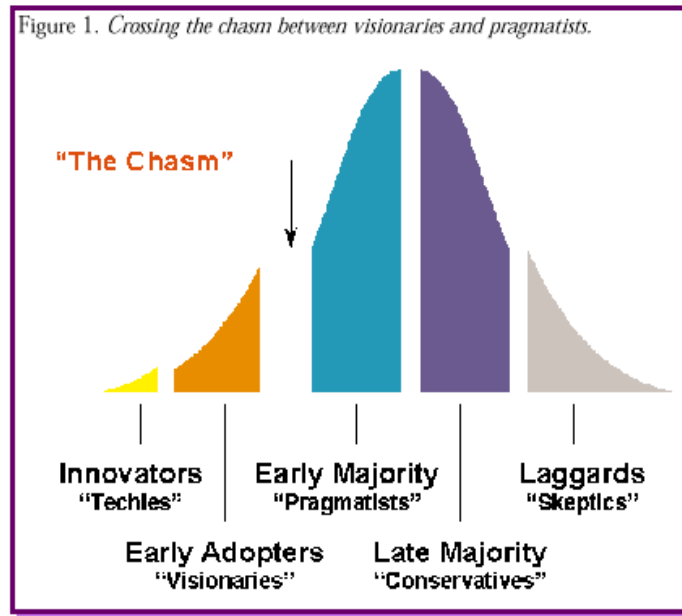 Figure 1. Crossing the chasm between visionaries and pragmatists.
“The Chasm”
Innovators
“Techies”
Early Majority
“Pragmatists”
Laggards
“Skeptics”
Early Adopters
“Visionaries”
Late Majority
“Conservatives”